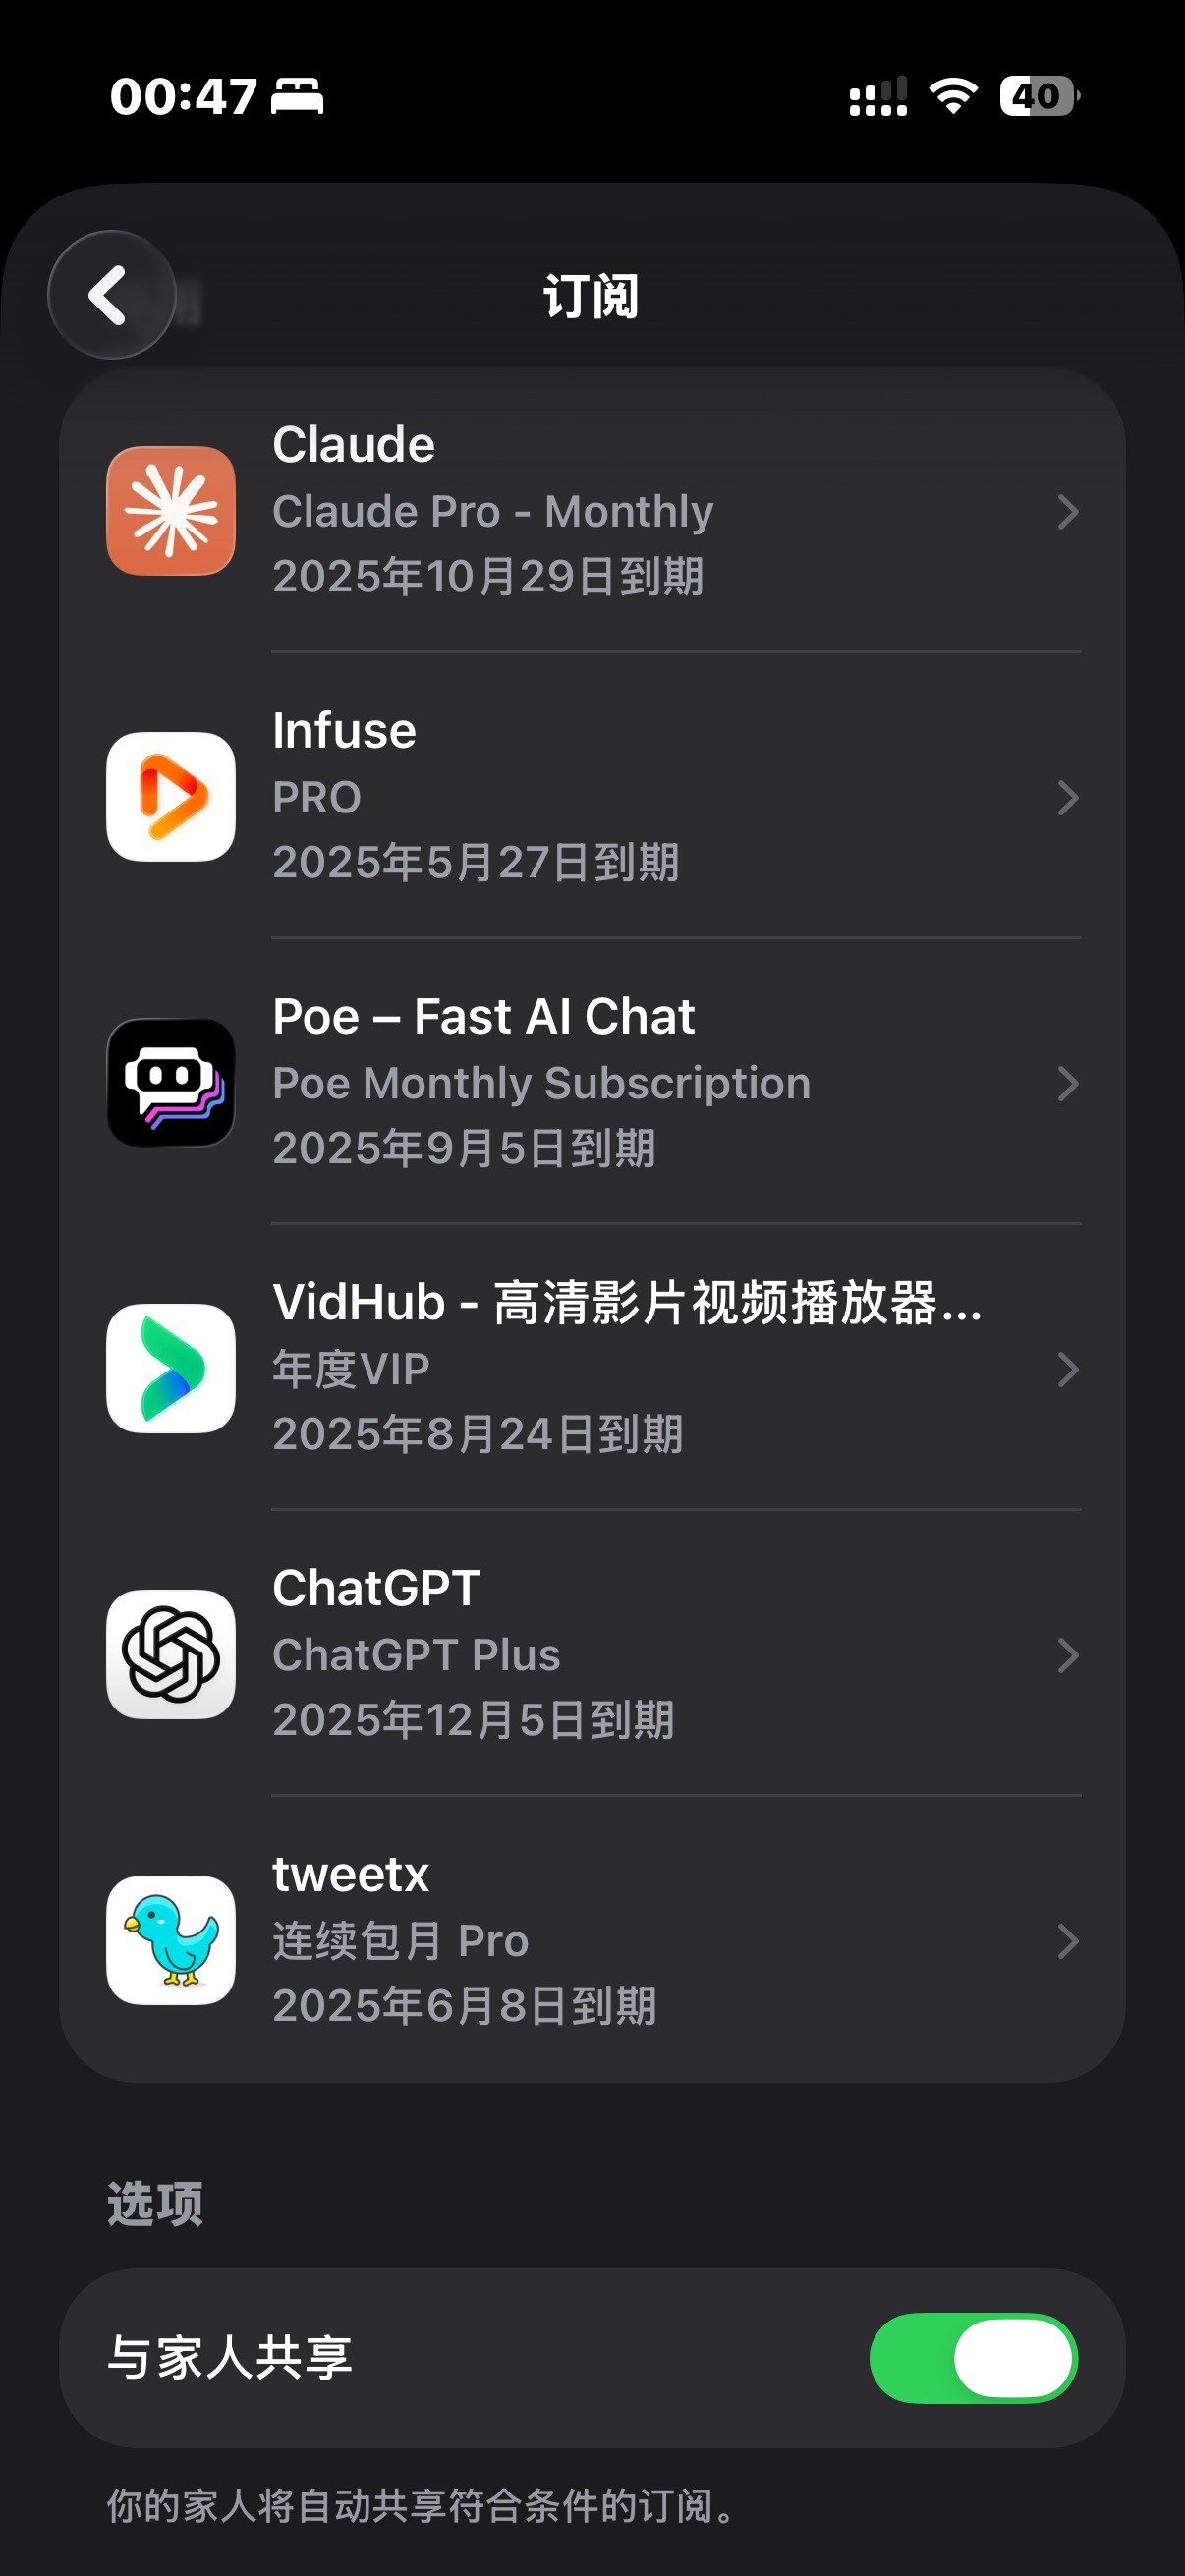 00:47
40
订阅
Claude
Claude Pro - Monthly
2025年10月29日到期
Infuse
PRO
2025年5月27日到期
Poe – Fast AI Chat
Poe Monthly Subscription
2025年9月5日到期
VidHub - 高清影片视频播放器...
年度VIP
2025年8月24日到期
ChatGPT
ChatGPT Plus
2025年12月5日到期
tweetx
连续包月 Pro
2025年6月8日到期
选项
与家人共享
你的家人将自动共享符合条件的订阅。